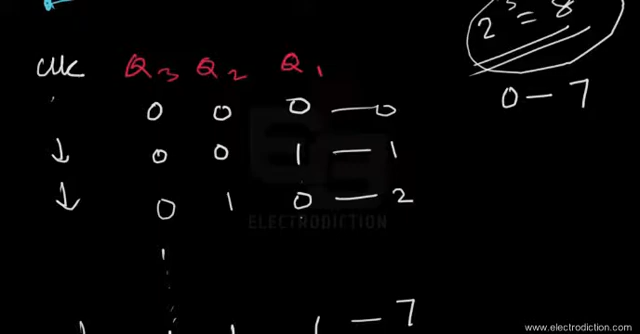 2³ = 8
clk Q₃ Q₂ Q₁
0 — 7
0 0 0 — 0
↓ 0 0 1 — 1
↓ 0 1 0 — 2
ELECTRODICTION
↓ 1 1 1 — 7
www.electrodiction.com